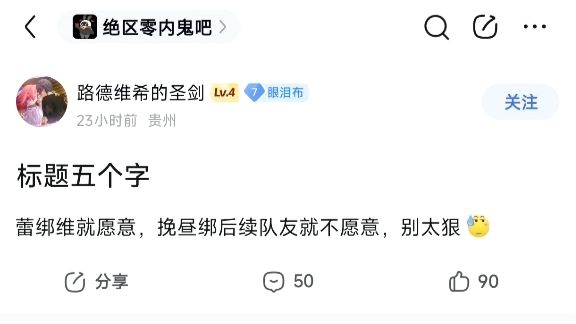 绝区零内鬼吧
路德维希的圣剑 Lv.4 7 眼泪布
23小时前 贵州
关注
标题五个字
蕾绑维就愿意，挽昼绑后续队友就不愿意，别太狠
分享 50 90